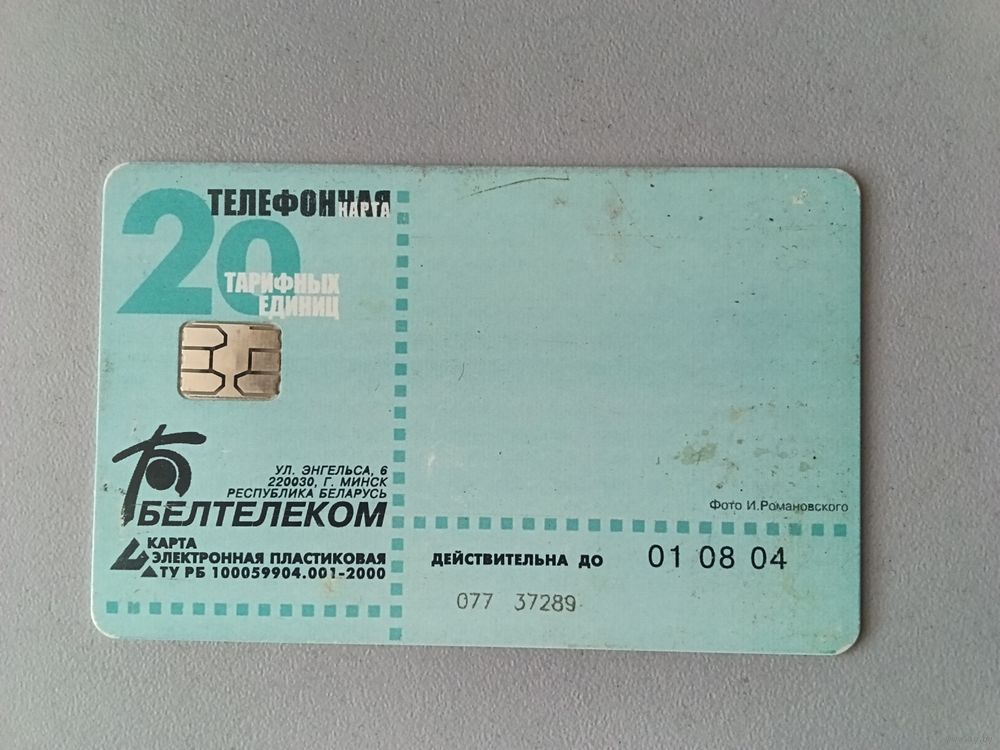 20
ТЕЛЕФОННАЯ
КАРТА
ТАРИФНЫХ
ЕДИНИЦ
УЛ. ЭНГЕЛЬСА, 6
220030, Г. МИНСК
РЕСПУБЛИКА БЕЛАРУСЬ
БЕЛТЕЛЕКОМ
КАРТА
ЭЛЕКТРОННАЯ ПЛАСТИКОВАЯ
ТУ РБ 100059904.001-2000
Фото И.Романовского
ДЕЙСТВИТЕЛЬНА ДО 01 08 04
077 37289